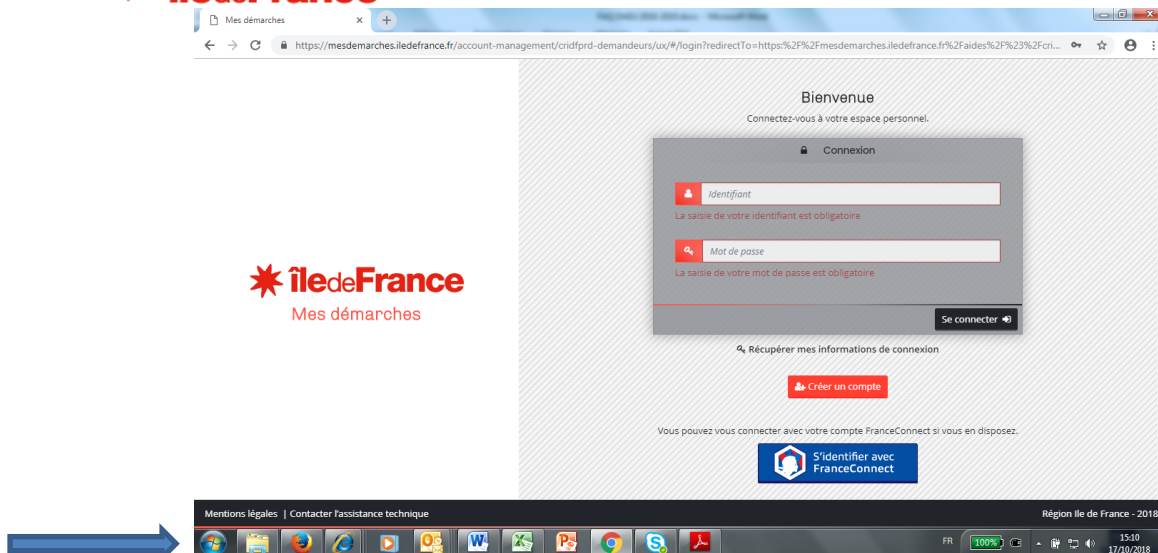 Mes démarches
https://mesdemarches.iledefrance.fr/account-management/cridfprd-demandeurs/ux/#/login?redirectTo=https:%2F%2Fmesdemarches.iledefrance.fr%2Faides%2F%23%2Fcri...
Bienvenue
Connectez-vous à votre espace personnel.
Connexion
Identifiant
La saisie de votre identifiant est obligatoire
Mot de passe
La saisie de votre mot de passe est obligatoire
îledeFrance
Mes démarches
Se connecter
Récupérer mes informations de connexion
Créer un compte
Vous pouvez vous connecter avec votre compte FranceConnect si vous en disposez.
S'identifier avec
FranceConnect
Mentions légales | Contacter l'assistance technique
Région Ile de France - 2018
FR 100% 15:10
17/10/2018